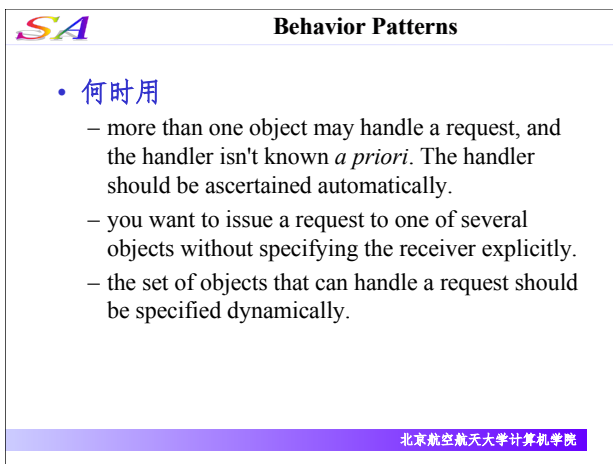 SA
Behavior Patterns
• 何时用
– more than one object may handle a request, and
the handler isn't known a priori. The handler
should be ascertained automatically.
– you want to issue a request to one of several
objects without specifying the receiver explicitly.
– the set of objects that can handle a request should
be specified dynamically.
北京航空航天大学计算机学院